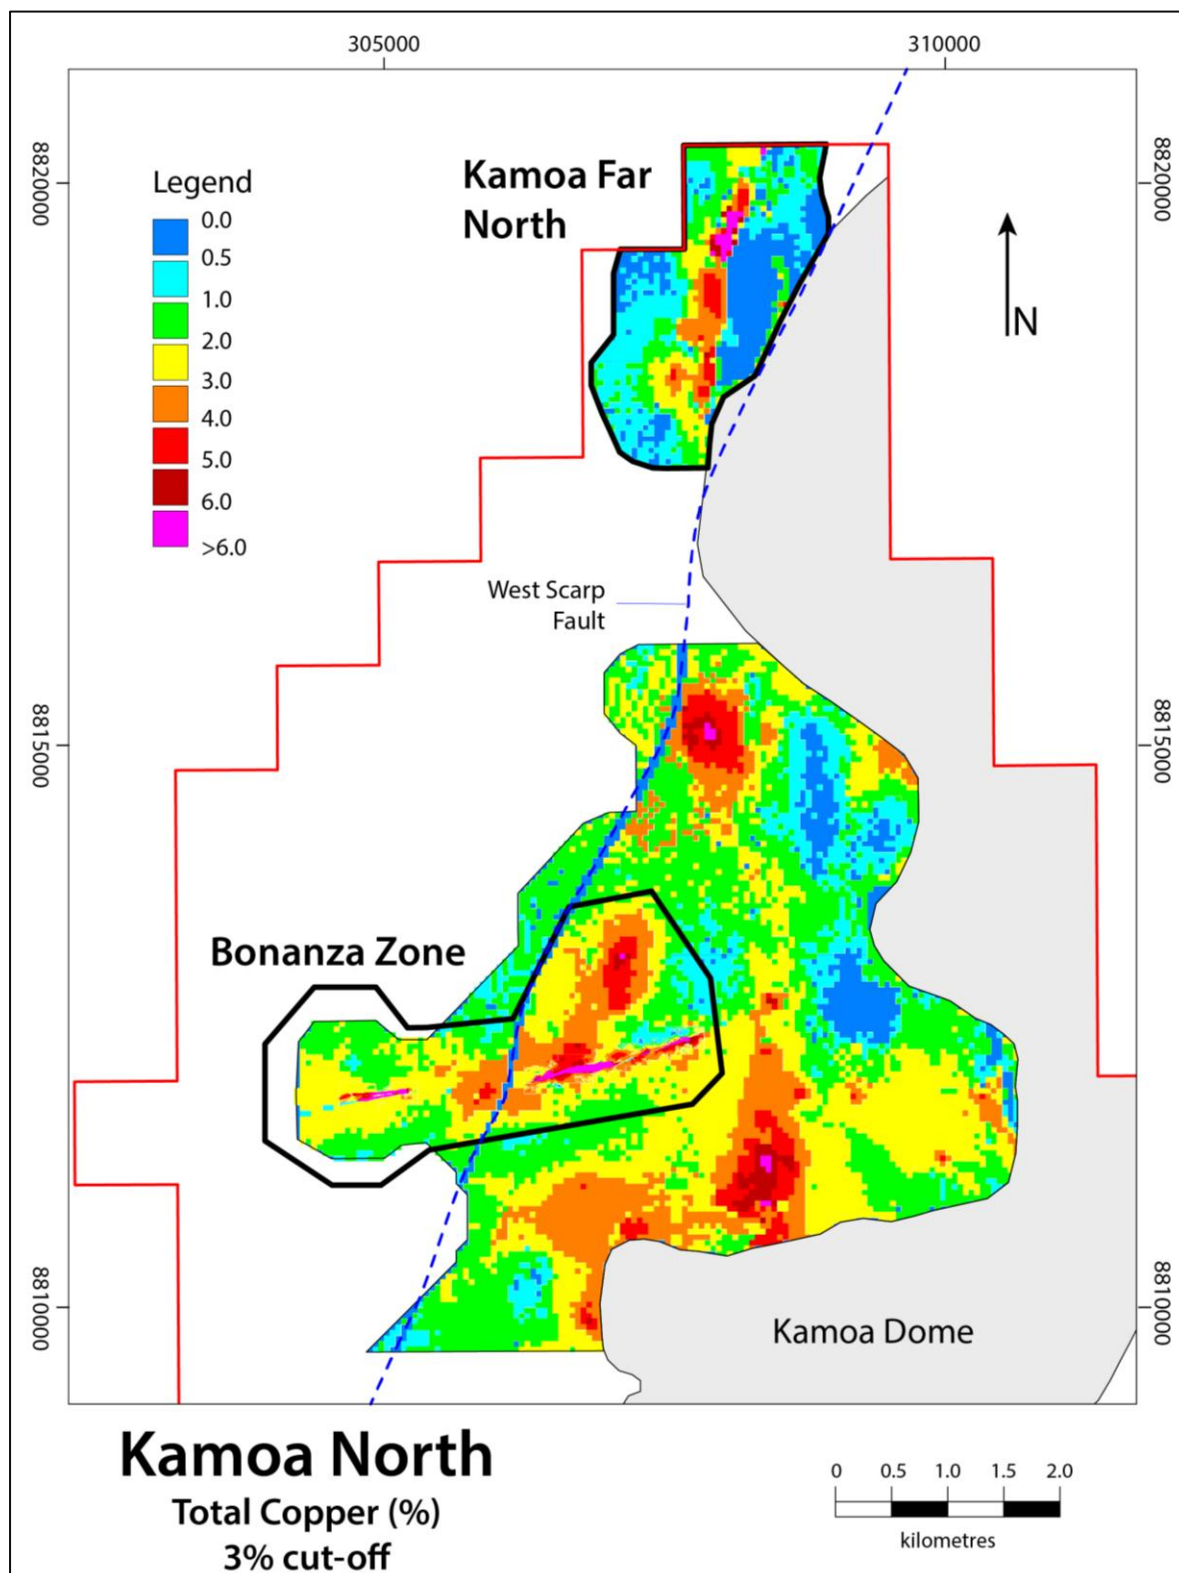 305000
310000
8820000
8820000
Legend
0.0
0.5
1.0
2.0
3.0
4.0
5.0
6.0
>6.0
Kamoa Far
North
N
West Scarp
Fault
8815000
8815000
Bonanza Zone
8810000
8810000
Kamoa Dome
Kamoa North
Total Copper (%)
3% cut-off
0 0.5 1.0 1.5 2.0
kilometres